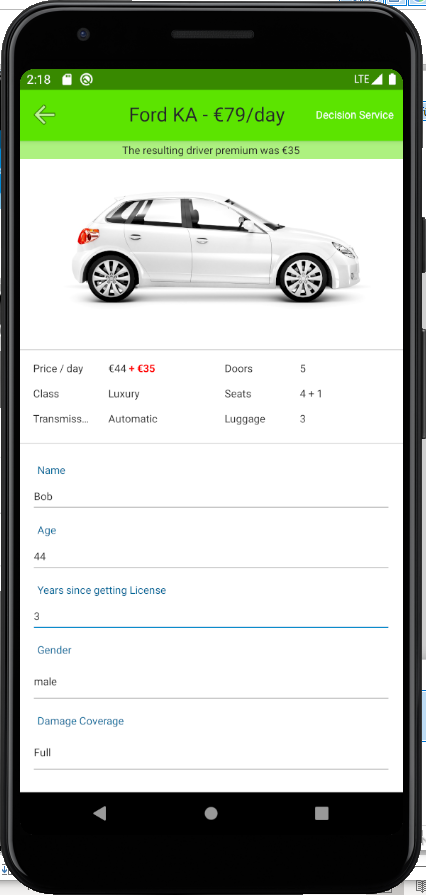 2:18 LTE
Ford KA - €79/day Decision Service
The resulting driver premium was €35
Price / day €44 + €35 Doors 5
Class Luxury Seats 4 + 1
Transmiss... Automatic Luggage 3
Name
Bob
Age
44
Years since getting License
3
Gender
male
Damage Coverage
Full